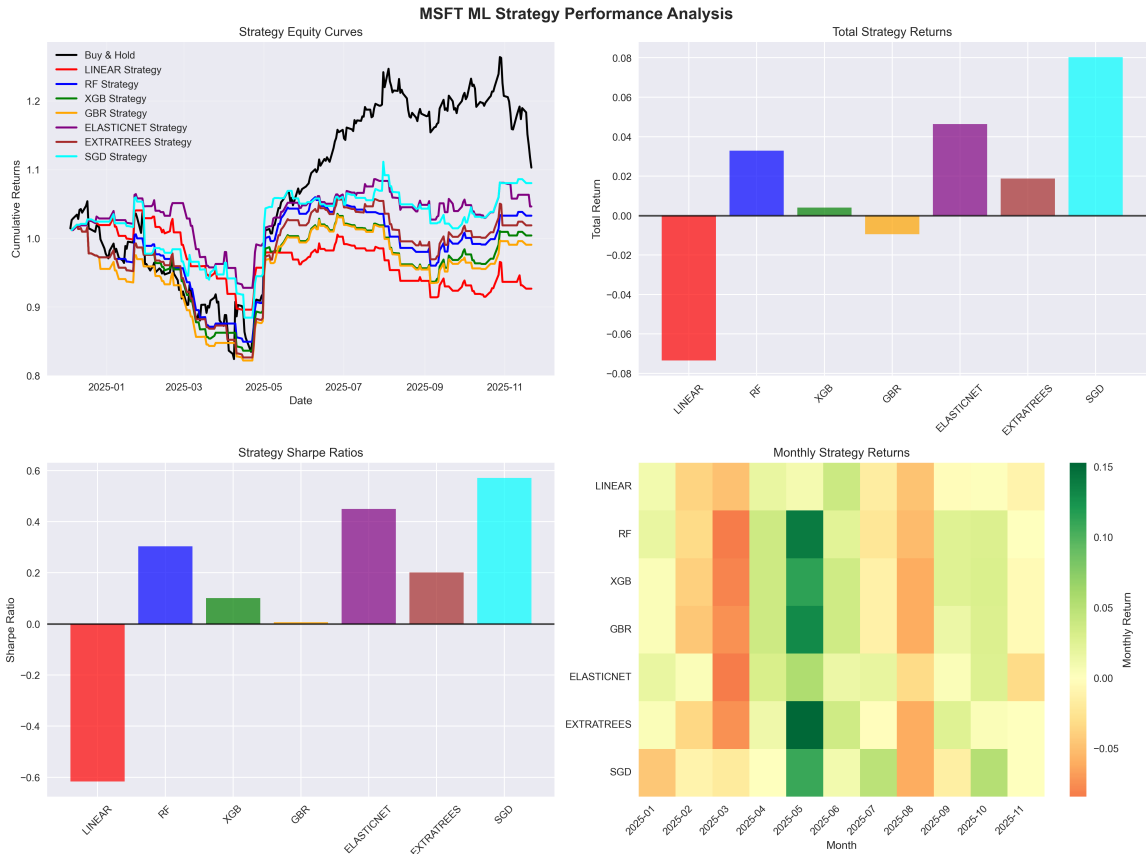 MSFT ML Strategy Performance Analysis
Strategy Equity Curves
Cumulative Returns
1.2
1.1
1.0
0.9
0.8
Buy & Hold
LINEAR Strategy
RF Strategy
XGB Strategy
GBR Strategy
ELASTICNET Strategy
EXTRATREES Strategy
SGD Strategy
2025-01
2025-03
2025-05
2025-07
2025-09
2025-11
Date
Total Strategy Returns
Total Return
0.08
0.06
0.04
0.02
0.00
−0.02
−0.04
−0.06
−0.08
LINEAR
RF
XGB
GBR
ELASTICNET
EXTRATREES
SGD
Strategy Sharpe Ratios
Sharpe Ratio
0.6
0.4
0.2
0.0
−0.2
−0.4
−0.6
LINEAR
RF
XGB
GBR
ELASTICNET
EXTRATREES
SGD
Monthly Strategy Returns
LINEAR
RF
XGB
GBR
ELASTICNET
EXTRATREES
SGD
2025-01
2025-02
2025-03
2025-04
2025-05
2025-06
2025-07
2025-08
2025-09
2025-10
2025-11
Month
0.15
0.10
0.05
0.00
−0.05
Monthly Return